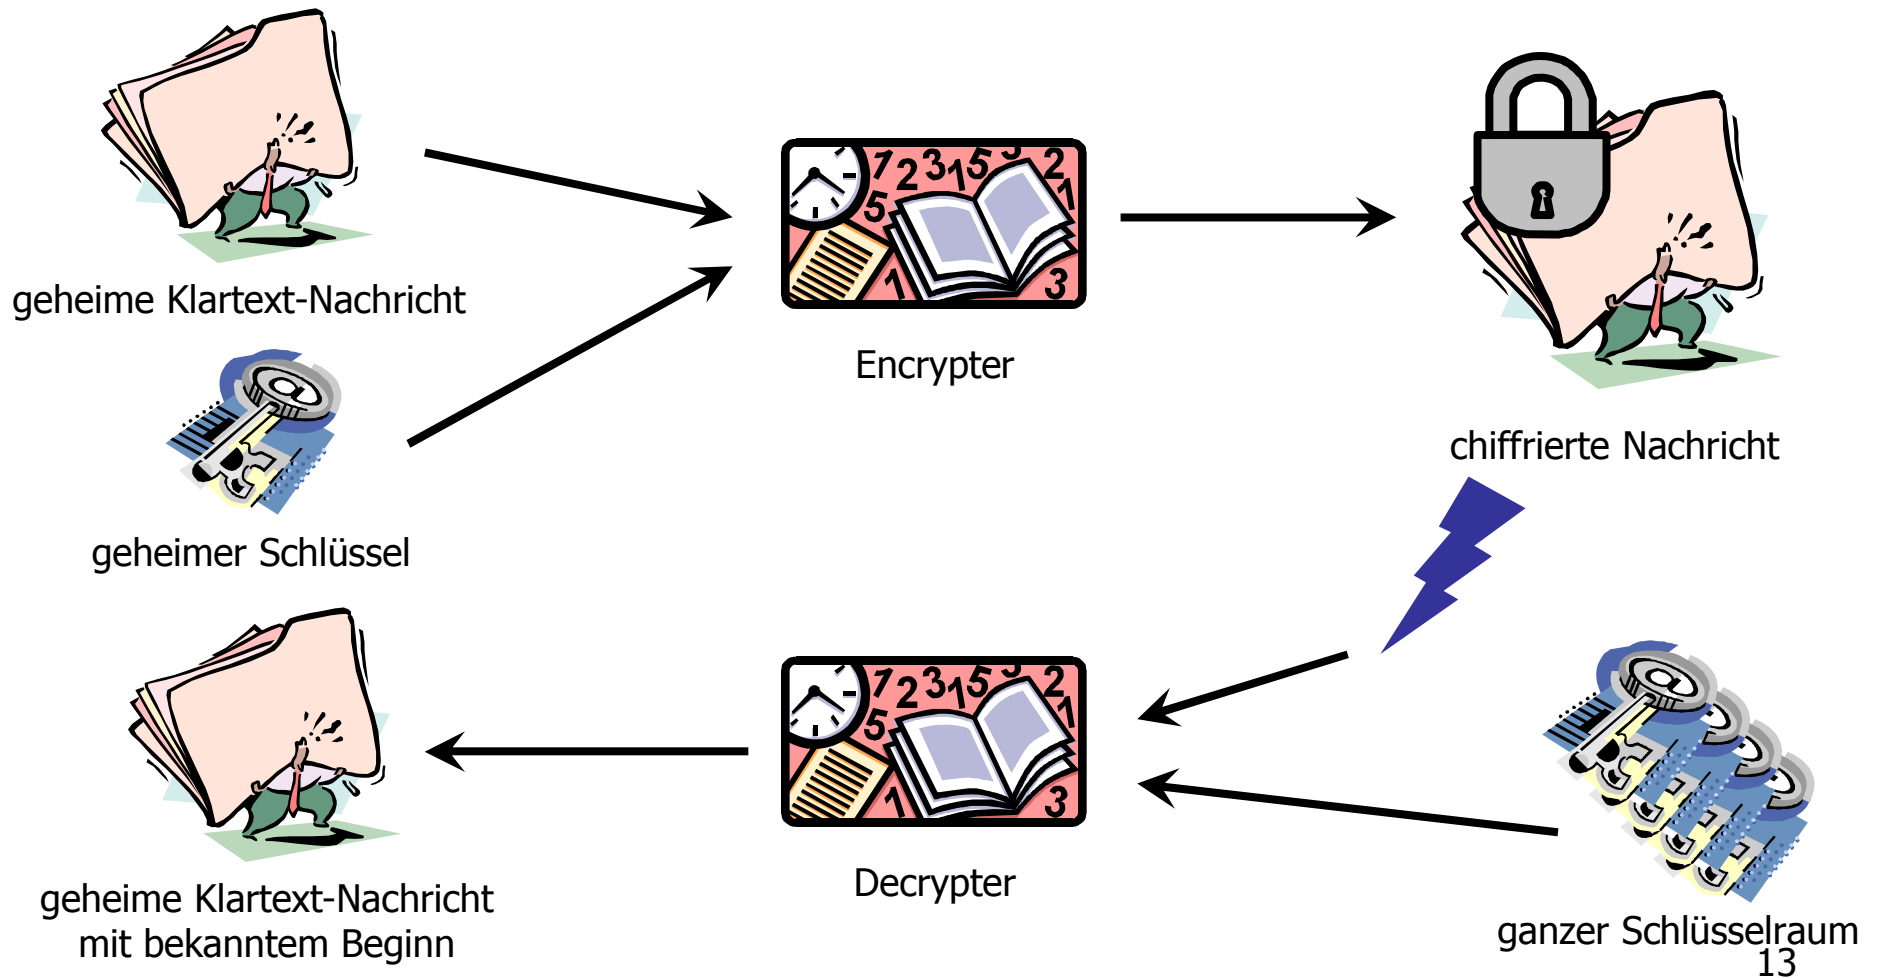 geheime Klartext-Nachricht
Encrypter
chiffrierte Nachricht
geheimer Schlüssel
geheime Klartext-Nachricht
mit bekanntem Beginn
Decrypter
ganzer Schlüsselraum
13